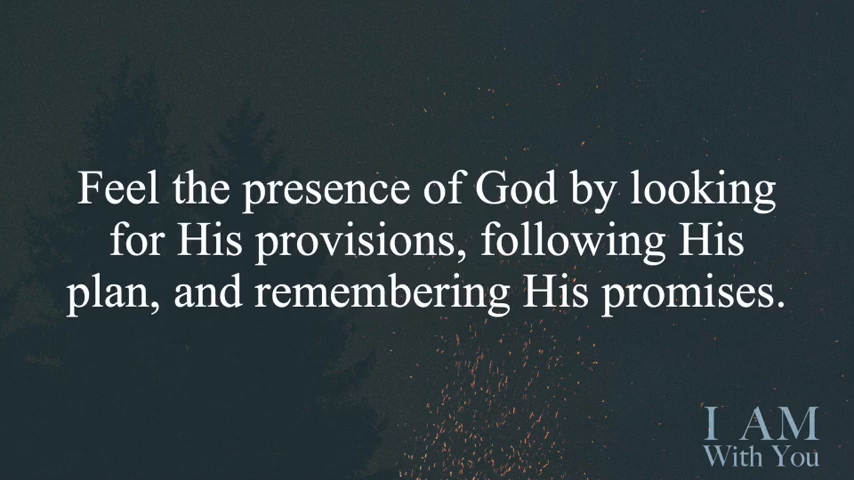 Feel the presence of God by looking
for His provisions, following His
plan, and remembering His promises.
I AM
With You